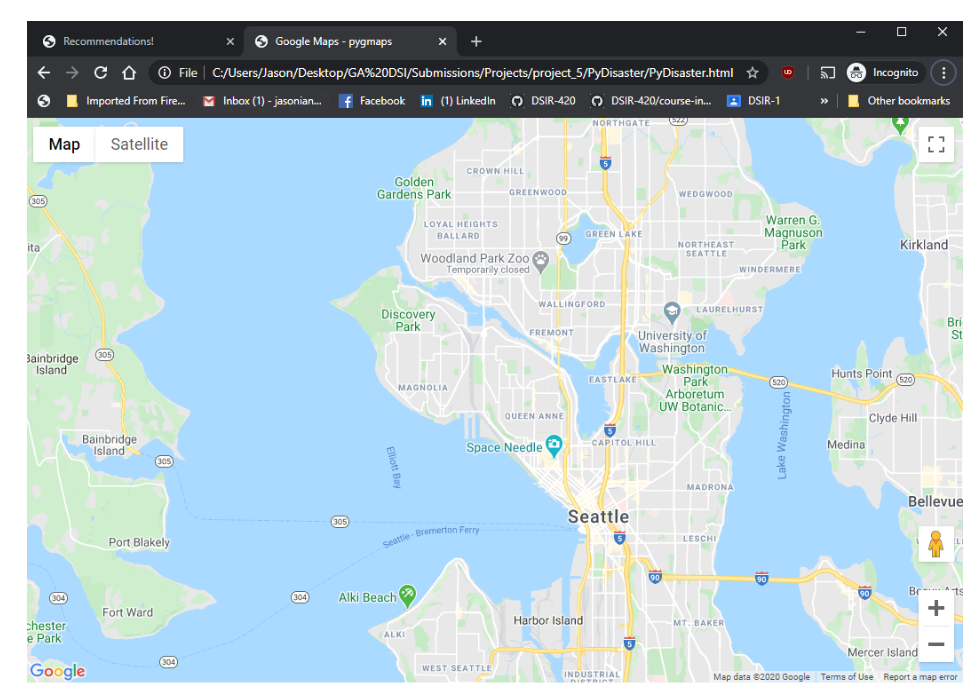 Recommendations!
Google Maps - pygmaps
File
C:/Users/Jason/Desktop/GA%20DSI/Submissions/Projects/project_5/PyDisaster/PyDisaster.html
Incognito
Imported From Fire...
Inbox (1) - jasonian...
Facebook
(1) LinkedIn
DSIR-420
DSIR-420/course-in...
DSIR-1
»
Other bookmarks
Map
Satellite
NORTHGATE
522
5
CROWN HILL
Golden
Gardens Park
GREENWOOD
WEDGWOOD
305
LOYAL HEIGHTS
BALLARD
99
GREEN LAKE
Warren G.
Magnuson
Park
NORTHEAST
SEATTLE
Kirkland
ita
Woodland Park Zoo
Temporarily closed
WINDERMERE
WALLINGFORD
LAURELHURST
Discovery
Park
FREMONT
University of
Washington
Bri
St
Bainbridge
Island
305
EASTLAKE
Washington
Park
Arboretum
UW Botanic...
520
Hunts Point
520
MAGNOLIA
QUEEN ANNE
Clyde Hill
Lake Washington
5
Bainbridge
Island
Space Needle
CAPITOL HILL
Medina
305
Elliott Bay
MADRONA
Bellevue
305
Seattle
Seattle - Bremerton Ferry
5
LESCHI
Port Blakely
90
90
90
90
304
304
Alki Beach
Fort Ward
Harbor Island
MT. BAKER
chester
e Park
ALKI
5
Mercer Island
304
WEST SEATTLE
INDUSTRIAL
DISTRICT
Google
Map data ©2020 Google
Terms of Use
Report a map error